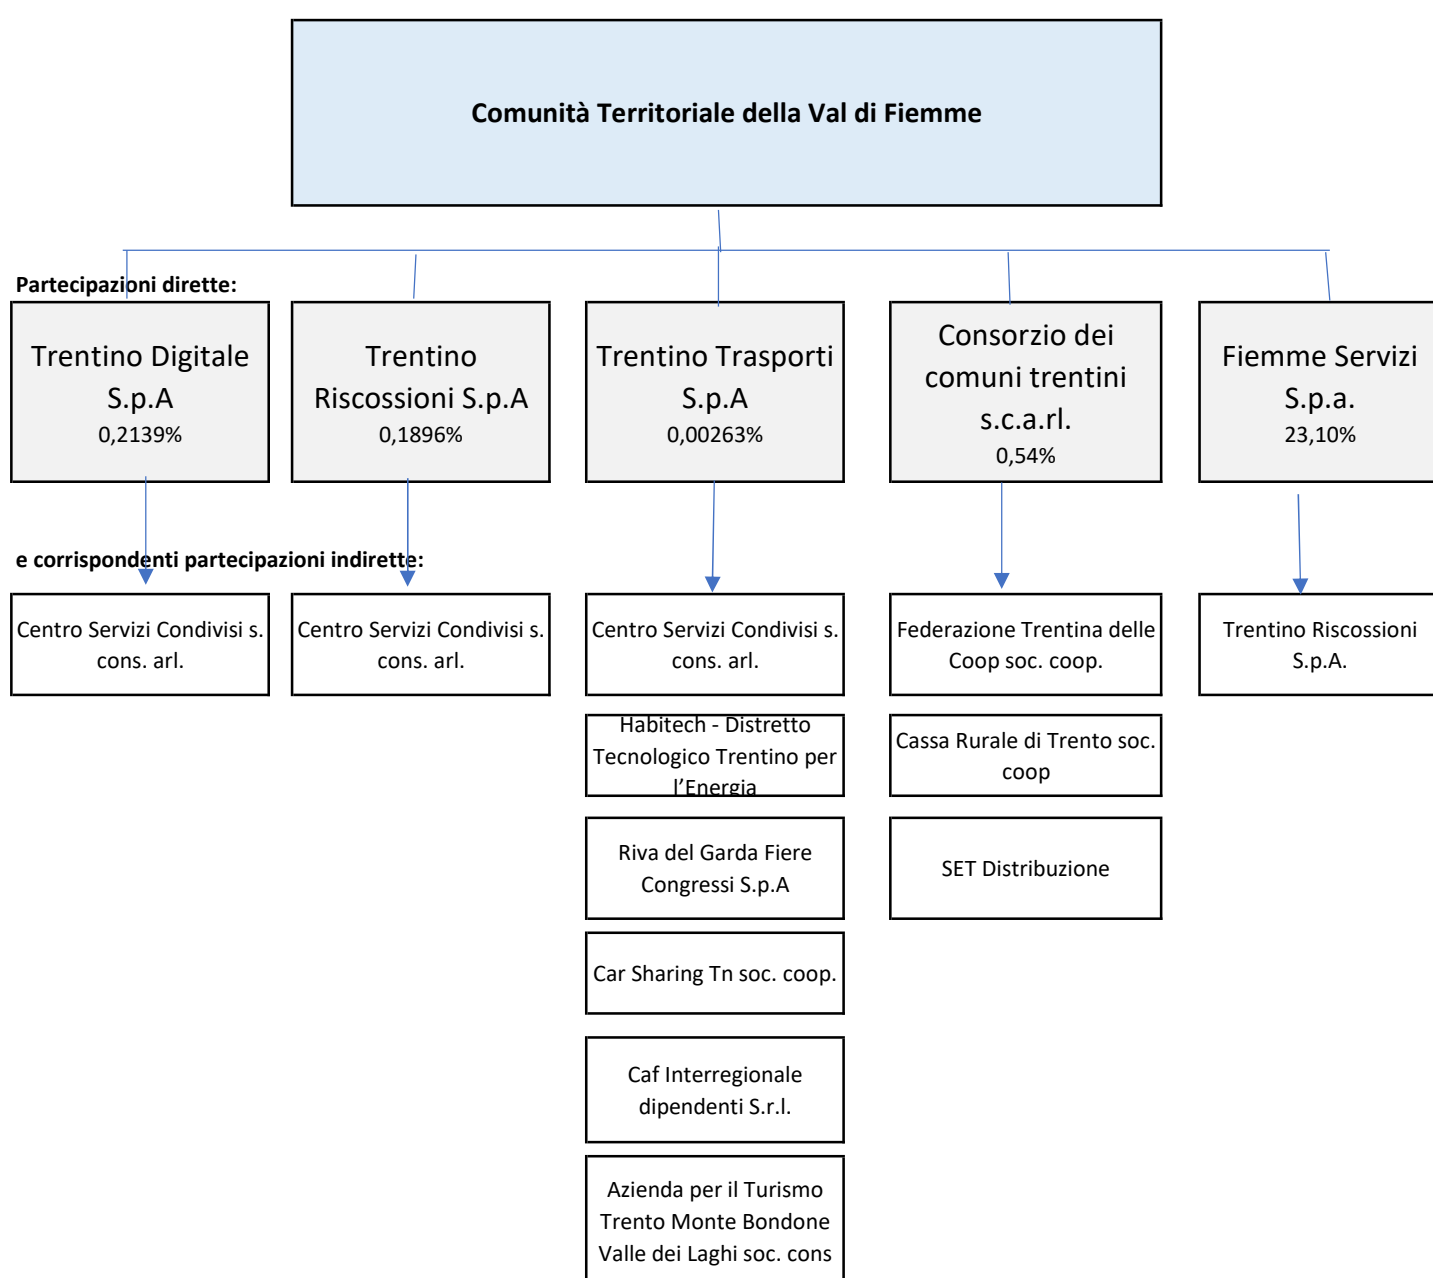 Comunità Territoriale della Val di Fiemme
Partecipazioni dirette:
Trentino Digitale
S.p.A
0,2139%
Trentino
Riscossioni S.p.A
0,1896%
Trentino Trasporti
S.p.A
0,00263%
Consorzio dei
comuni trentini
s.c.a.rl.
0,54%
Fiemme Servizi
S.p.a.
23,10%
e corrispondenti partecipazioni indirette:
Centro Servizi Condivisi s.
cons. arl.
Centro Servizi Condivisi s.
cons. arl.
Centro Servizi Condivisi s.
cons. arl.
Federazione Trentina delle
Coop soc. coop.
Trentino Riscossioni
S.p.A.
Habitech - Distretto
Tecnologico Trentino per
l’Energia
Cassa Rurale di Trento soc.
coop
Riva del Garda Fiere
Congressi S.p.A
SET Distribuzione
Car Sharing Tn soc. coop.
Caf Interregionale
dipendenti S.r.l.
Azienda per il Turismo
Trento Monte Bondone
Valle dei Laghi soc. cons